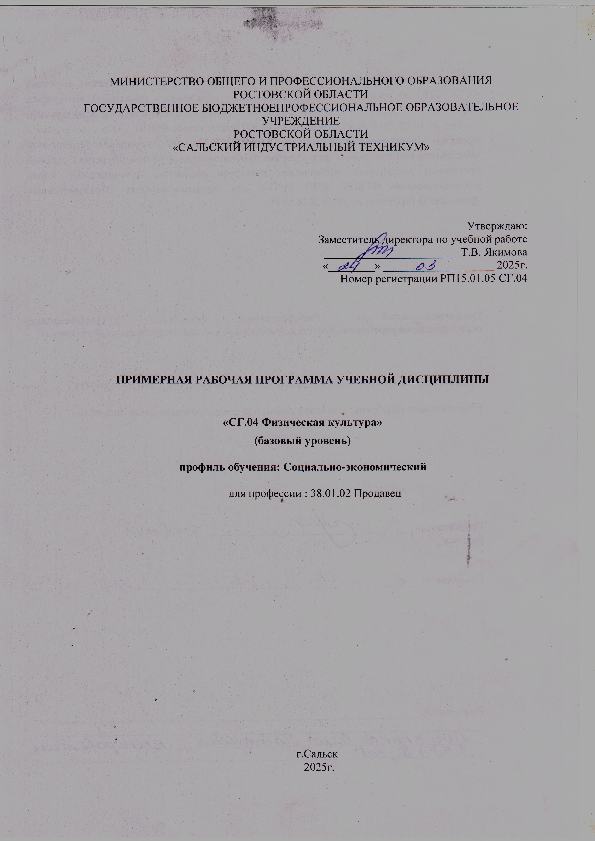 МИНИСТЕРСТВО ОБЩЕГО И ПРОФЕССИОНАЛЬНОГО ОБРАЗОВАНИЯ
РОСТОВСКОЙ ОБЛАСТИ
ГОСУДАРСТВЕННОЕ БЮДЖЕТНОЕПРОФЕССИОНАЛЬНОЕ ОБРАЗОВАТЕЛЬНОЕ
УЧРЕЖДЕНИЕ
РОСТОВСКОЙ ОБЛАСТИ
«САЛЬСКИЙ ИНДУСТРИАЛЬНЫЙ ТЕХНИКУМ»
Утверждаю:
Заместитель директора по учебной работе
Т.В. Якимова
« 24 » 03 2025г.
Номер регистрации РП15.01.05 СГ.04
ПРИМЕРНАЯ РАБОЧАЯ ПРОГРАММА УЧЕБНОЙ ДИСЦИПЛИНЫ
«СГ.04 Физическая культура»
(базовый уровень)
профиль обучения: Социально-экономический
для профессии : 38.01.02 Продавец
г.Сальск
2025г.